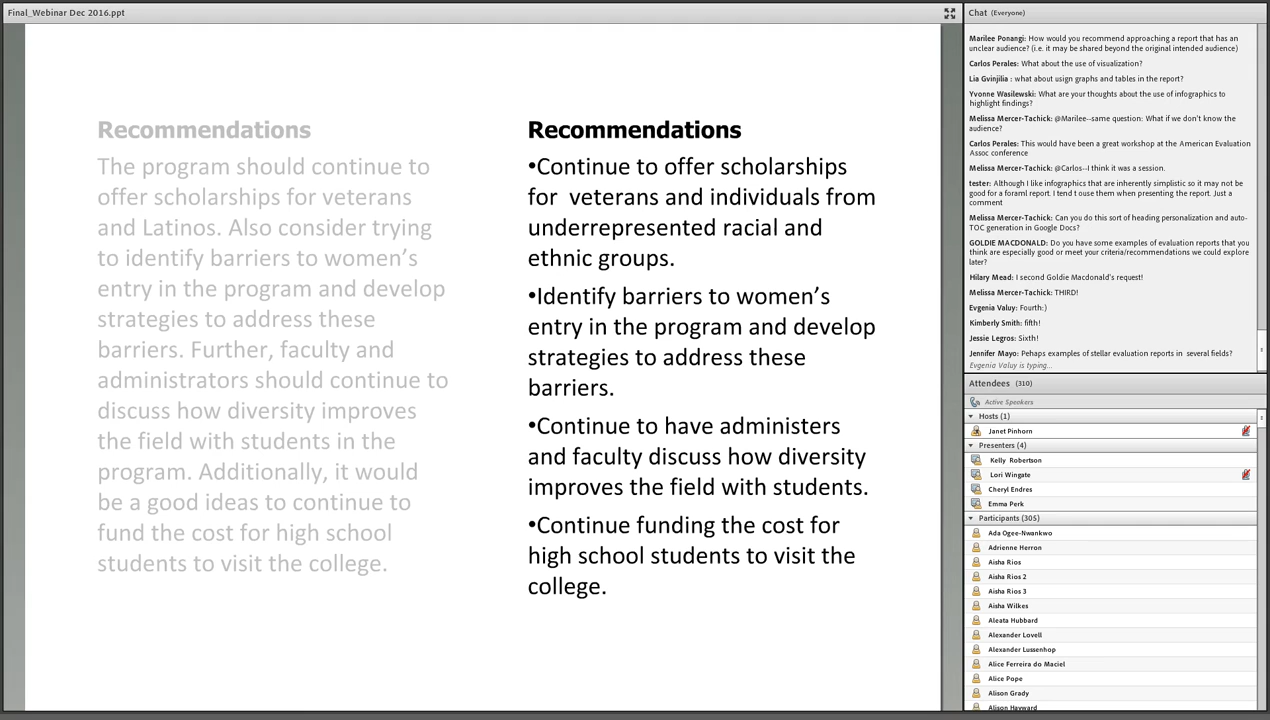 Final_Webinar Dec 2016.ppt
Recommendations
The program should continue to
offer scholarships for veterans
and Latinos. Also consider trying
to identify barriers to women's
entry in the program and develop
strategies to address these
barriers. Further, faculty and
administrators should continue to
discuss how diversity improves
the field with students in the
program. Additionally, it would
be a good ideas to continue to
fund the cost for high school
students to visit the college.
Recommendations
•Continue to offer scholarships
for  veterans and individuals from
underrepresented racial and
ethnic groups.
•Identify barriers to women's
entry in the program and develop
strategies to address these
barriers.
•Continue to have administers
and faculty discuss how diversity
improves the field with students.
•Continue funding the cost for
high school students to visit the
college.
Chat (Everyone)
Marilee Ponangi: How would you recommend approaching a report that has an
unclear audience? (i.e. it may be shared beyond the original intended audience)
Carlos Perales: What about the use of visualization?
Lia Gvinjilia : what about usign graphs and tables in the report?
Yvonne Wasilewski: What are your thoughts about the use of infographics to
highlight findings?
Melissa Mercer-Tachick: @Marilee--same question: What if we don't know the
audience?
Carlos Perales: This would have been a great workshop at the American Evaluation
Assoc conference
Melissa Mercer-Tachick: @Carlos--I think it was a session.
tester: Although I like infographics that are inherently simplistic so it may not be
good for a foraml report. I tend t ouse them when presenting the report. Just a
comment
Melissa Mercer-Tachick: Can you do this sort of heading personalization and auto-
TOC generation in Google Docs?
GOLDIE MACDONALD: Do you have some examples of evaluation reports that you
think are especially good or meet your criteria/recommendations we could explore
later?
Hilary Mead: I second Goldie Macdonald's request!
Melissa Mercer-Tachick: THIRD!
Evgenia Valuy: Fourth:)
Kimberly Smith: fifth!
Jessie Legros: Sixth!
Jennifer Mayo: Pehaps examples of stellar evaluation reports in  several fields?
Evgenia Valuy is typing...
Attendees (310)
Active Speakers
Hosts (1)
Janet Pinhorn
Presenters (4)
Kelly Robertson
Lori Wingate
Cheryl Endres
Emma Perk
Participants (305)
Ada Ogee-Nwankwo
Adrienne Herron
Aisha Rios
Aisha Rios 2
Aisha Rios 3
Aisha Wilkes
Aleata Hubbard
Alexander Lovell
Alexander Lussenhop
Alice Ferreira do Maciel
Alice Pope
Alison Grady
Alison Hayward